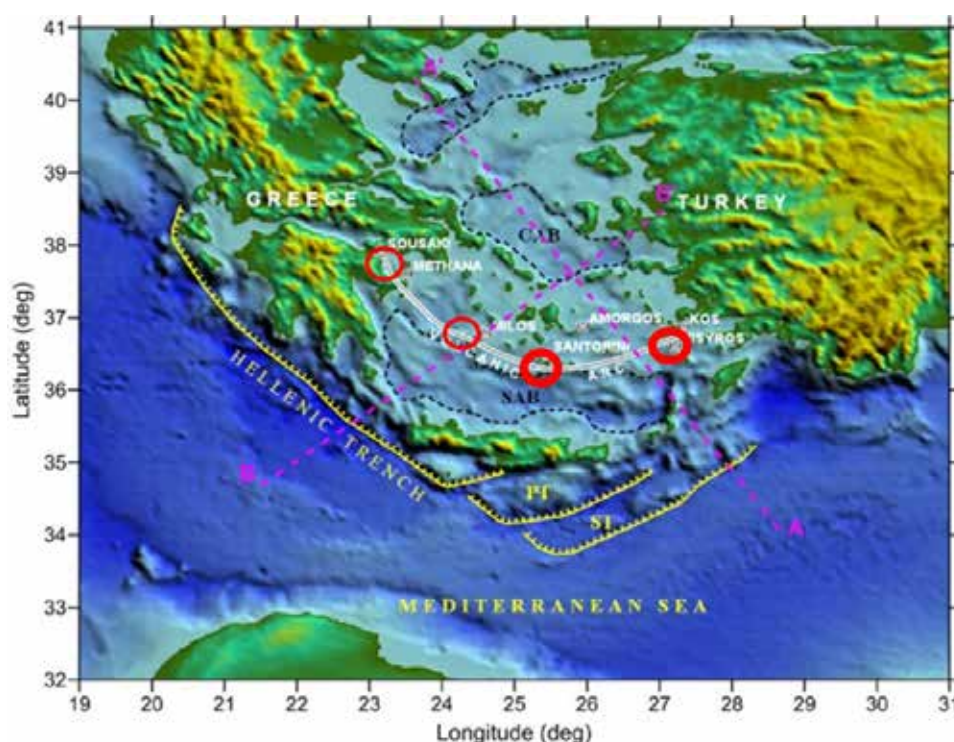 41
40
39
38
37
36
35
34
33
32
Latitude (deg)
A'
GREECE
TURKEY
CAB
SOUSAKI
METHANA
AMORGOS
KOS
SANTORINI
VOLCANIC
ARC
SAB
HELLENIC TRENCH
B
PT
ST
A
MEDITERRANEAN SEA
19 20 21 22 23 24 25 26 27 28 29 30 31
Longitude (deg)